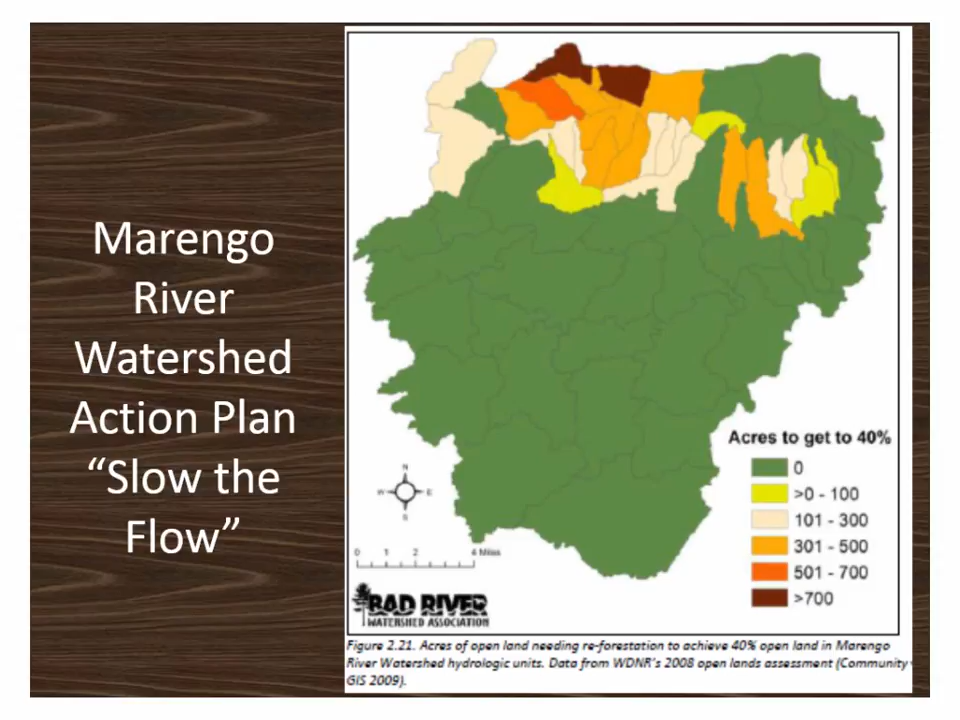 Marengo
River
Watershed
Action Plan
“Slow the
Flow”
Acres to get to 40%
0
>0 - 100
101 - 300
301 - 500
501 - 700
>700
N
W E
S
0 1 2 4 Miles
BAD RIVER
WATERSHED ASSOCIATION
Figure 2.21. Acres of open land needing re-forestation to achieve 40% open land in Marengo
River Watershed hydrologic units. Data from WDNR's 2008 open lands assessment (Community
GIS 2009).